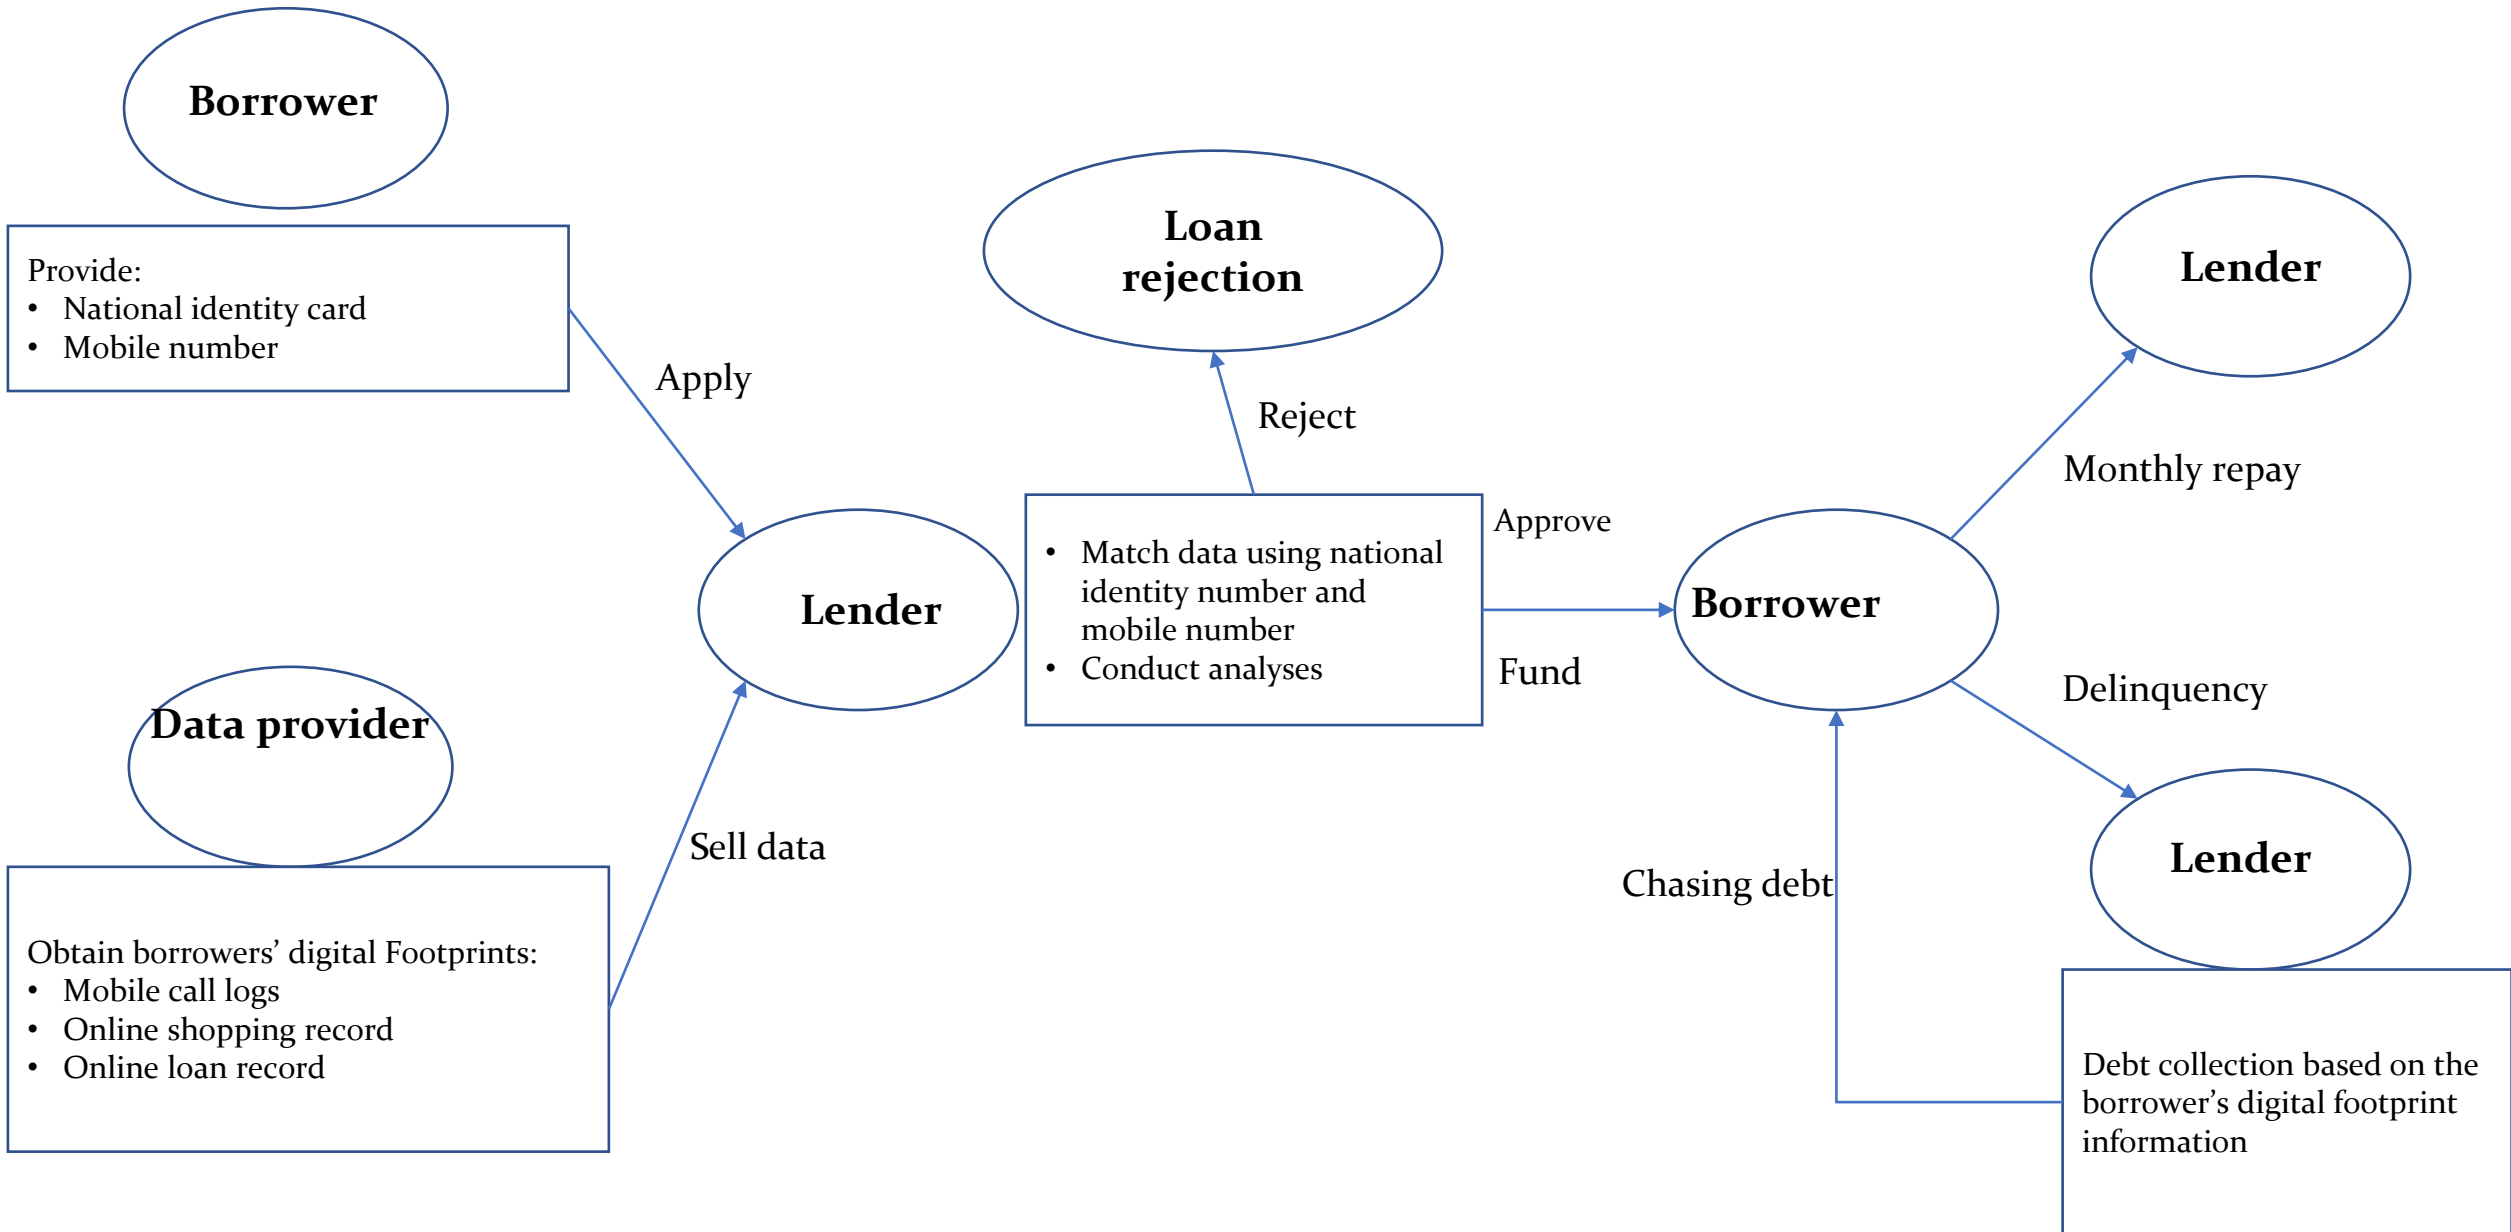 Borrower
Provide:
• National identity card
• Mobile number
Apply
Data provider
Obtain borrowers’ digital Footprints:
• Mobile call logs
• Online shopping record
• Online loan record
Sell data
Lender
Loan
rejection
Reject
• Match data using national
identity number and
mobile number
• Conduct analyses
Approve
Fund
Borrower
Monthly repay
Lender
Delinquency
Lender
Chasing debt
Debt collection based on the
borrower’s digital footprint
information